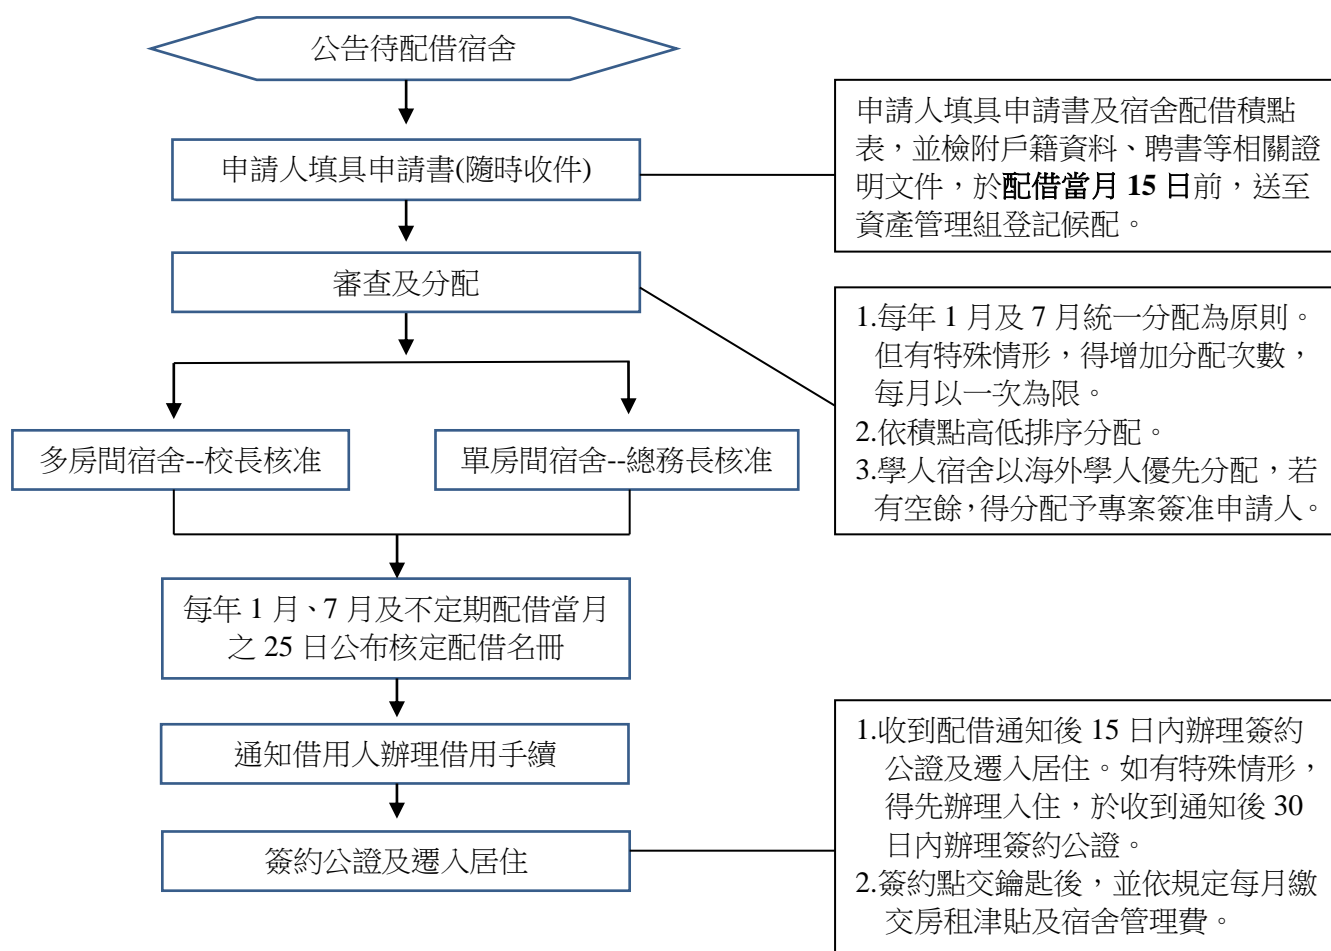 公告待配借宿舍
申請人填具申請書(隨時收件)
申請人填具申請書及宿舍配借積點
表，並檢附戶籍資料、聘書等相關證
明文件，於配借當月 15 日前，送至
資產管理組登記候配。
審查及分配
1.每年 1 月及 7 月統一分配為原則。
但有特殊情形，得增加分配次數，
每月以一次為限。
2.依積點高低排序分配。
3.學人宿舍以海外學人優先分配，若
有空餘，得分配予專案簽准申請人。
多房間宿舍--校長核准
單房間宿舍--總務長核准
每年 1 月、7 月及不定期配借當月
之 25 日公布核定配借名冊
通知借用人辦理借用手續
簽約公證及遷入居住
1.收到配借通知後 15 日內辦理簽約
公證及遷入居住。如有特殊情形，
得先辦理入住，於收到通知後 30
日內辦理簽約公證。
2.簽約點交鑰匙後，並依規定每月繳
交房租津貼及宿舍管理費。